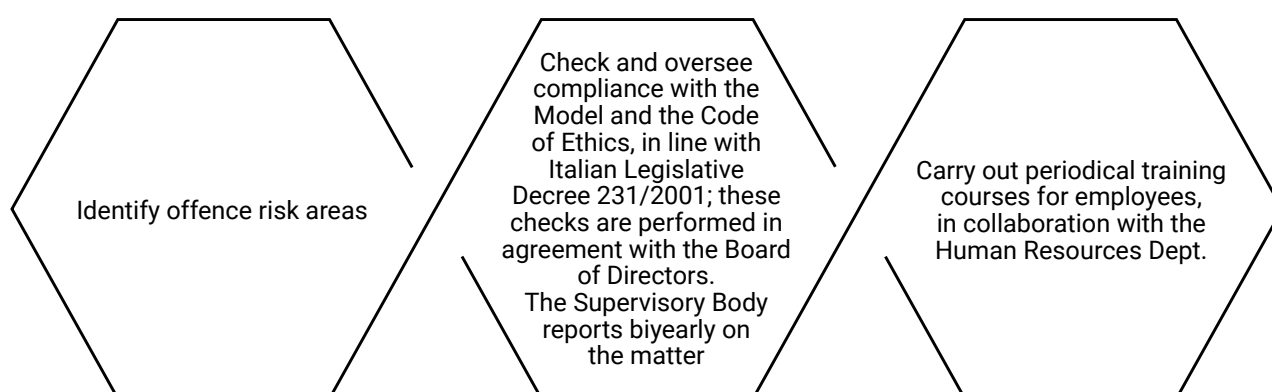 Identify offence risk areas
Check and oversee
compliance with the
Model and the Code
of Ethics, in line with
Italian Legislative
Decree 231/2001; these
checks are performed in
agreement with the Board
of Directors.
The Supervisory Body
reports biyearly on
the matter
Carry out periodical training
courses for employees,
in collaboration with the
Human Resources Dept.